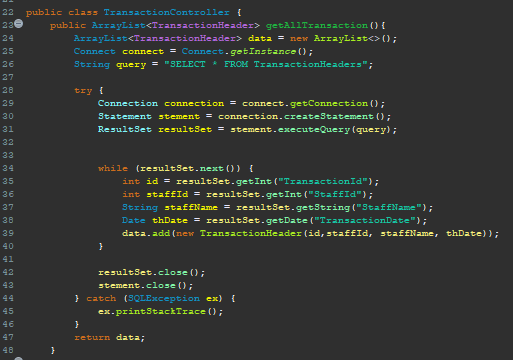 22 public class TransactionController {
23 public ArrayList<TransactionHeader> getAllTransaction(){
24 ArrayList<TransactionHeader> data = new ArrayList<>();
25 Connect connect = Connect.getInstance();
26 String query = "SELECT * FROM TransactionHeaders";
27
28 try {
29 Connection connection = connect.getConnection();
30 Statement stement = connection.createStatement();
31 ResultSet resultSet = stement.executeQuery(query);
32
33
34 while (resultSet.next()) {
35 int id = resultSet.getInt("TransactionId");
36 int staffId = resultSet.getInt("StaffId");
37 String staffName = resultSet.getString("StaffName");
38 Date thDate = resultSet.getDate("TransactionDate");
39 data.add(new TransactionHeader(id,staffId, staffName, thDate));
40 }
41
42 resultSet.close();
43 stement.close();
44 } catch (SQLException ex) {
45 ex.printStackTrace();
46 }
47 return data;
48 }